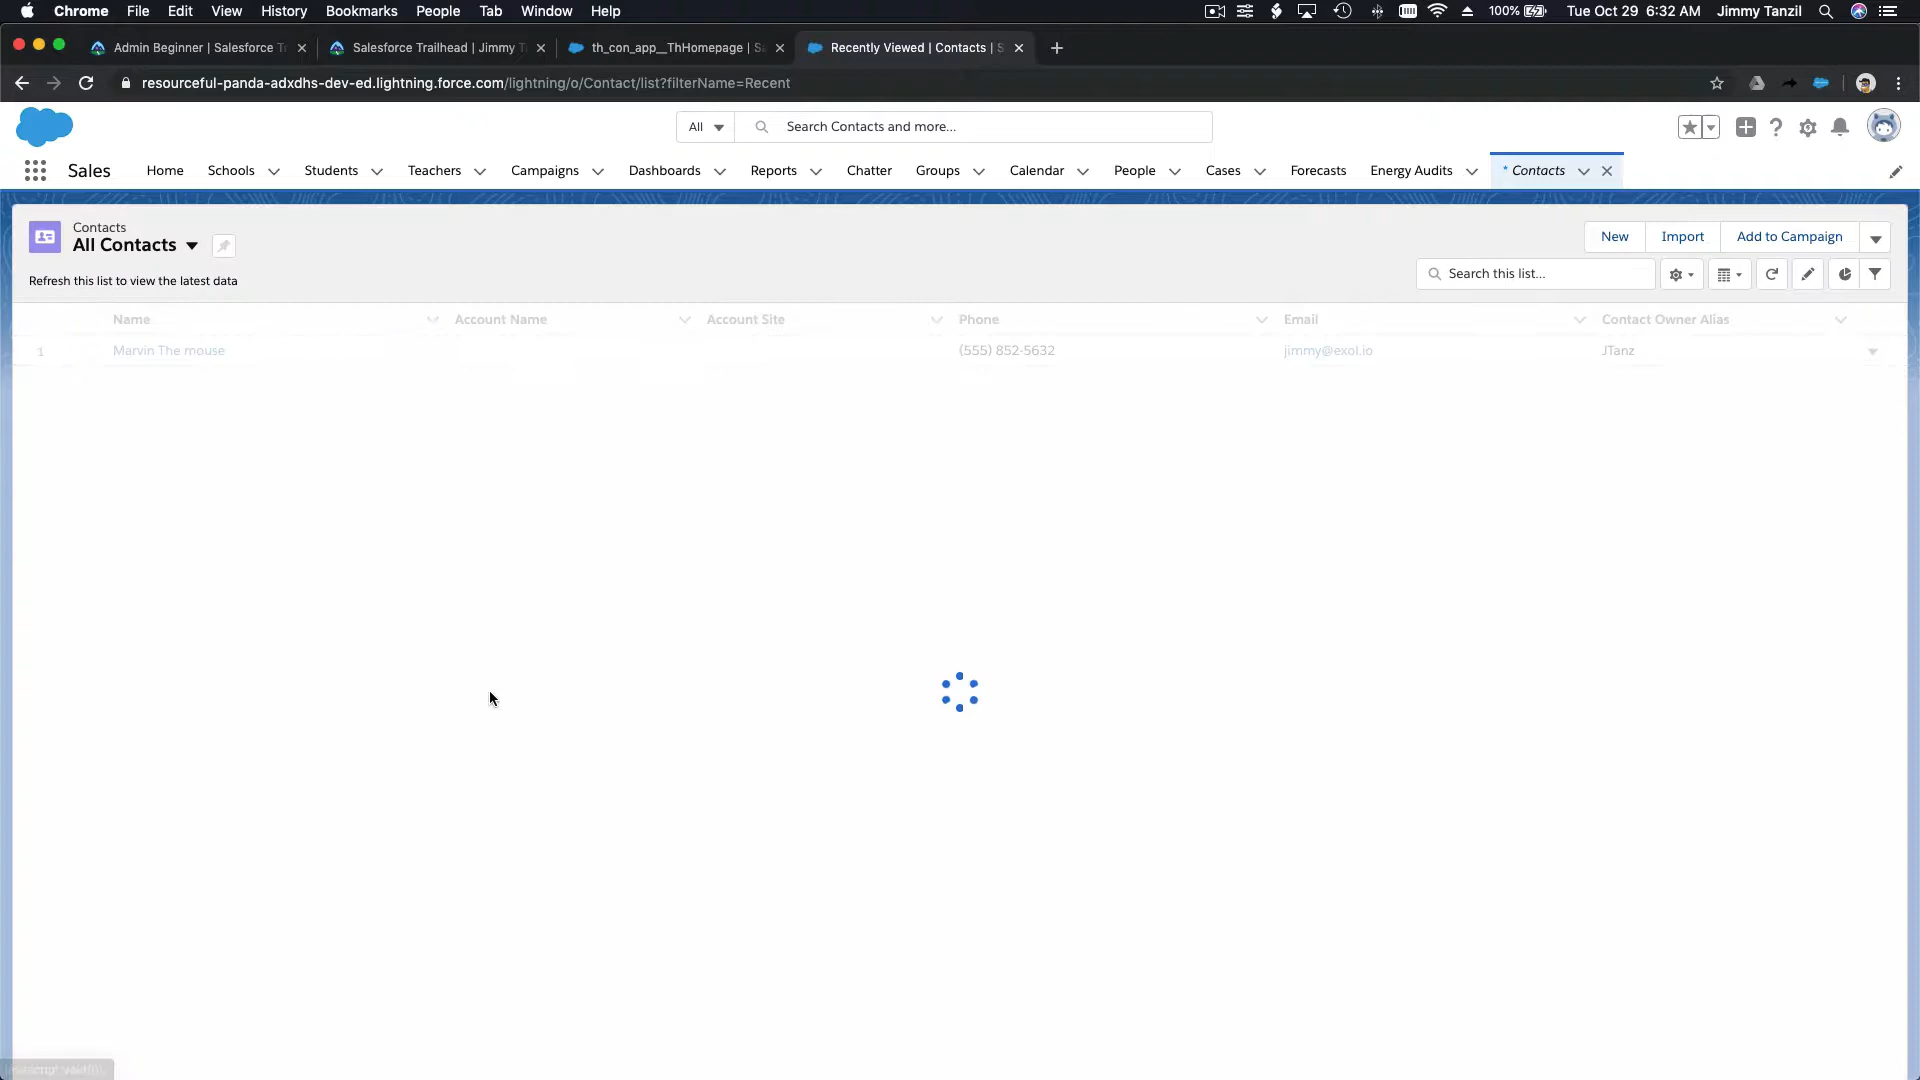 Chrome File Edit View History Bookmarks People Tab Window Help 100% Tue Oct 29 6:32 AM Jimmy Tanzil
Admin Beginner | Salesforce Tr Salesforce Trailhead | Jimmy T th_con_app__ThHomepage | Sa Recently Viewed | Contacts | S
resourceful-panda-adxdhs-dev-ed.lightning.force.com/lightning/o/Contact/list?filterName=Recent
All Search Contacts and more...
Sales Home Schools Students Teachers Campaigns Dashboards Reports Chatter Groups Calendar People Cases Forecasts Energy Audits * Contacts
Contacts
All Contacts
New Import Add to Campaign
Refresh this list to view the latest data
Search this list...
Name Account Name Account Site Phone Email Contact Owner Alias
1 Marvin The mouse (555) 852-5632 jimmy@exol.io JTanz